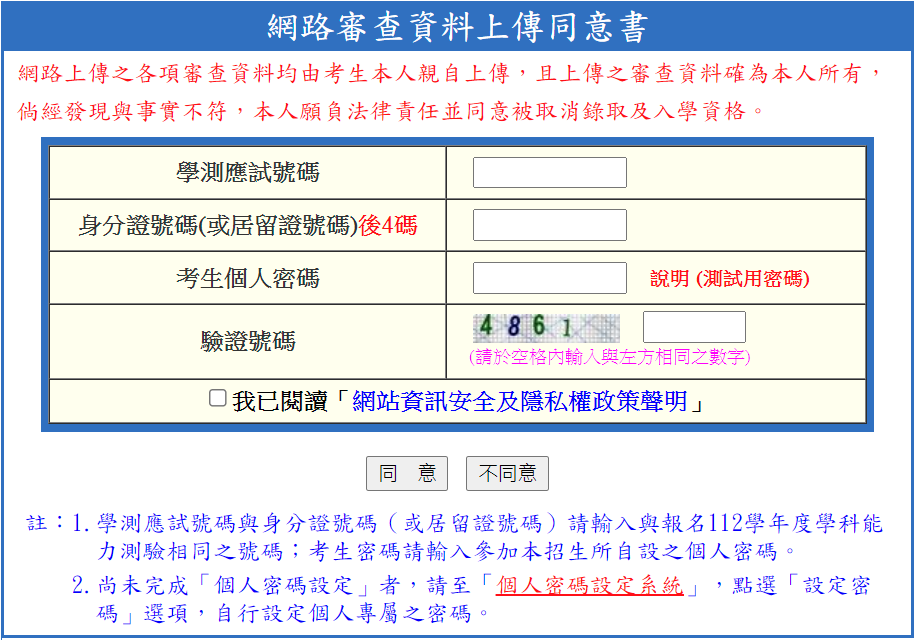 網路審查資料上傳同意書
網路上傳之各項審查資料均由考生本人親自上傳，且上傳之審查資料確為本人所有，
倘經發現與事實不符，本人願負法律責任並同意被取消錄取及入學資格。
學測應試號碼
身分證號碼(或居留證號碼)後4碼
考生個人密碼 說明 (測試用密碼)
驗證號碼 4861
(請於空格內輸入與左方相同之數字)
我已閱讀「網站資訊安全及隱私權政策聲明」
同　意 不同意
註：1. 學測應試號碼與身分證號碼（或居留證號碼）請輸入與報名112學年度學科能
力測驗相同之號碼；考生密碼請輸入參加本招生所自設之個人密碼。
2. 尚未完成「個人密碼設定」者，請至「個人密碼設定系統」，點選「設定密
碼」選項，自行設定個人專屬之密碼。